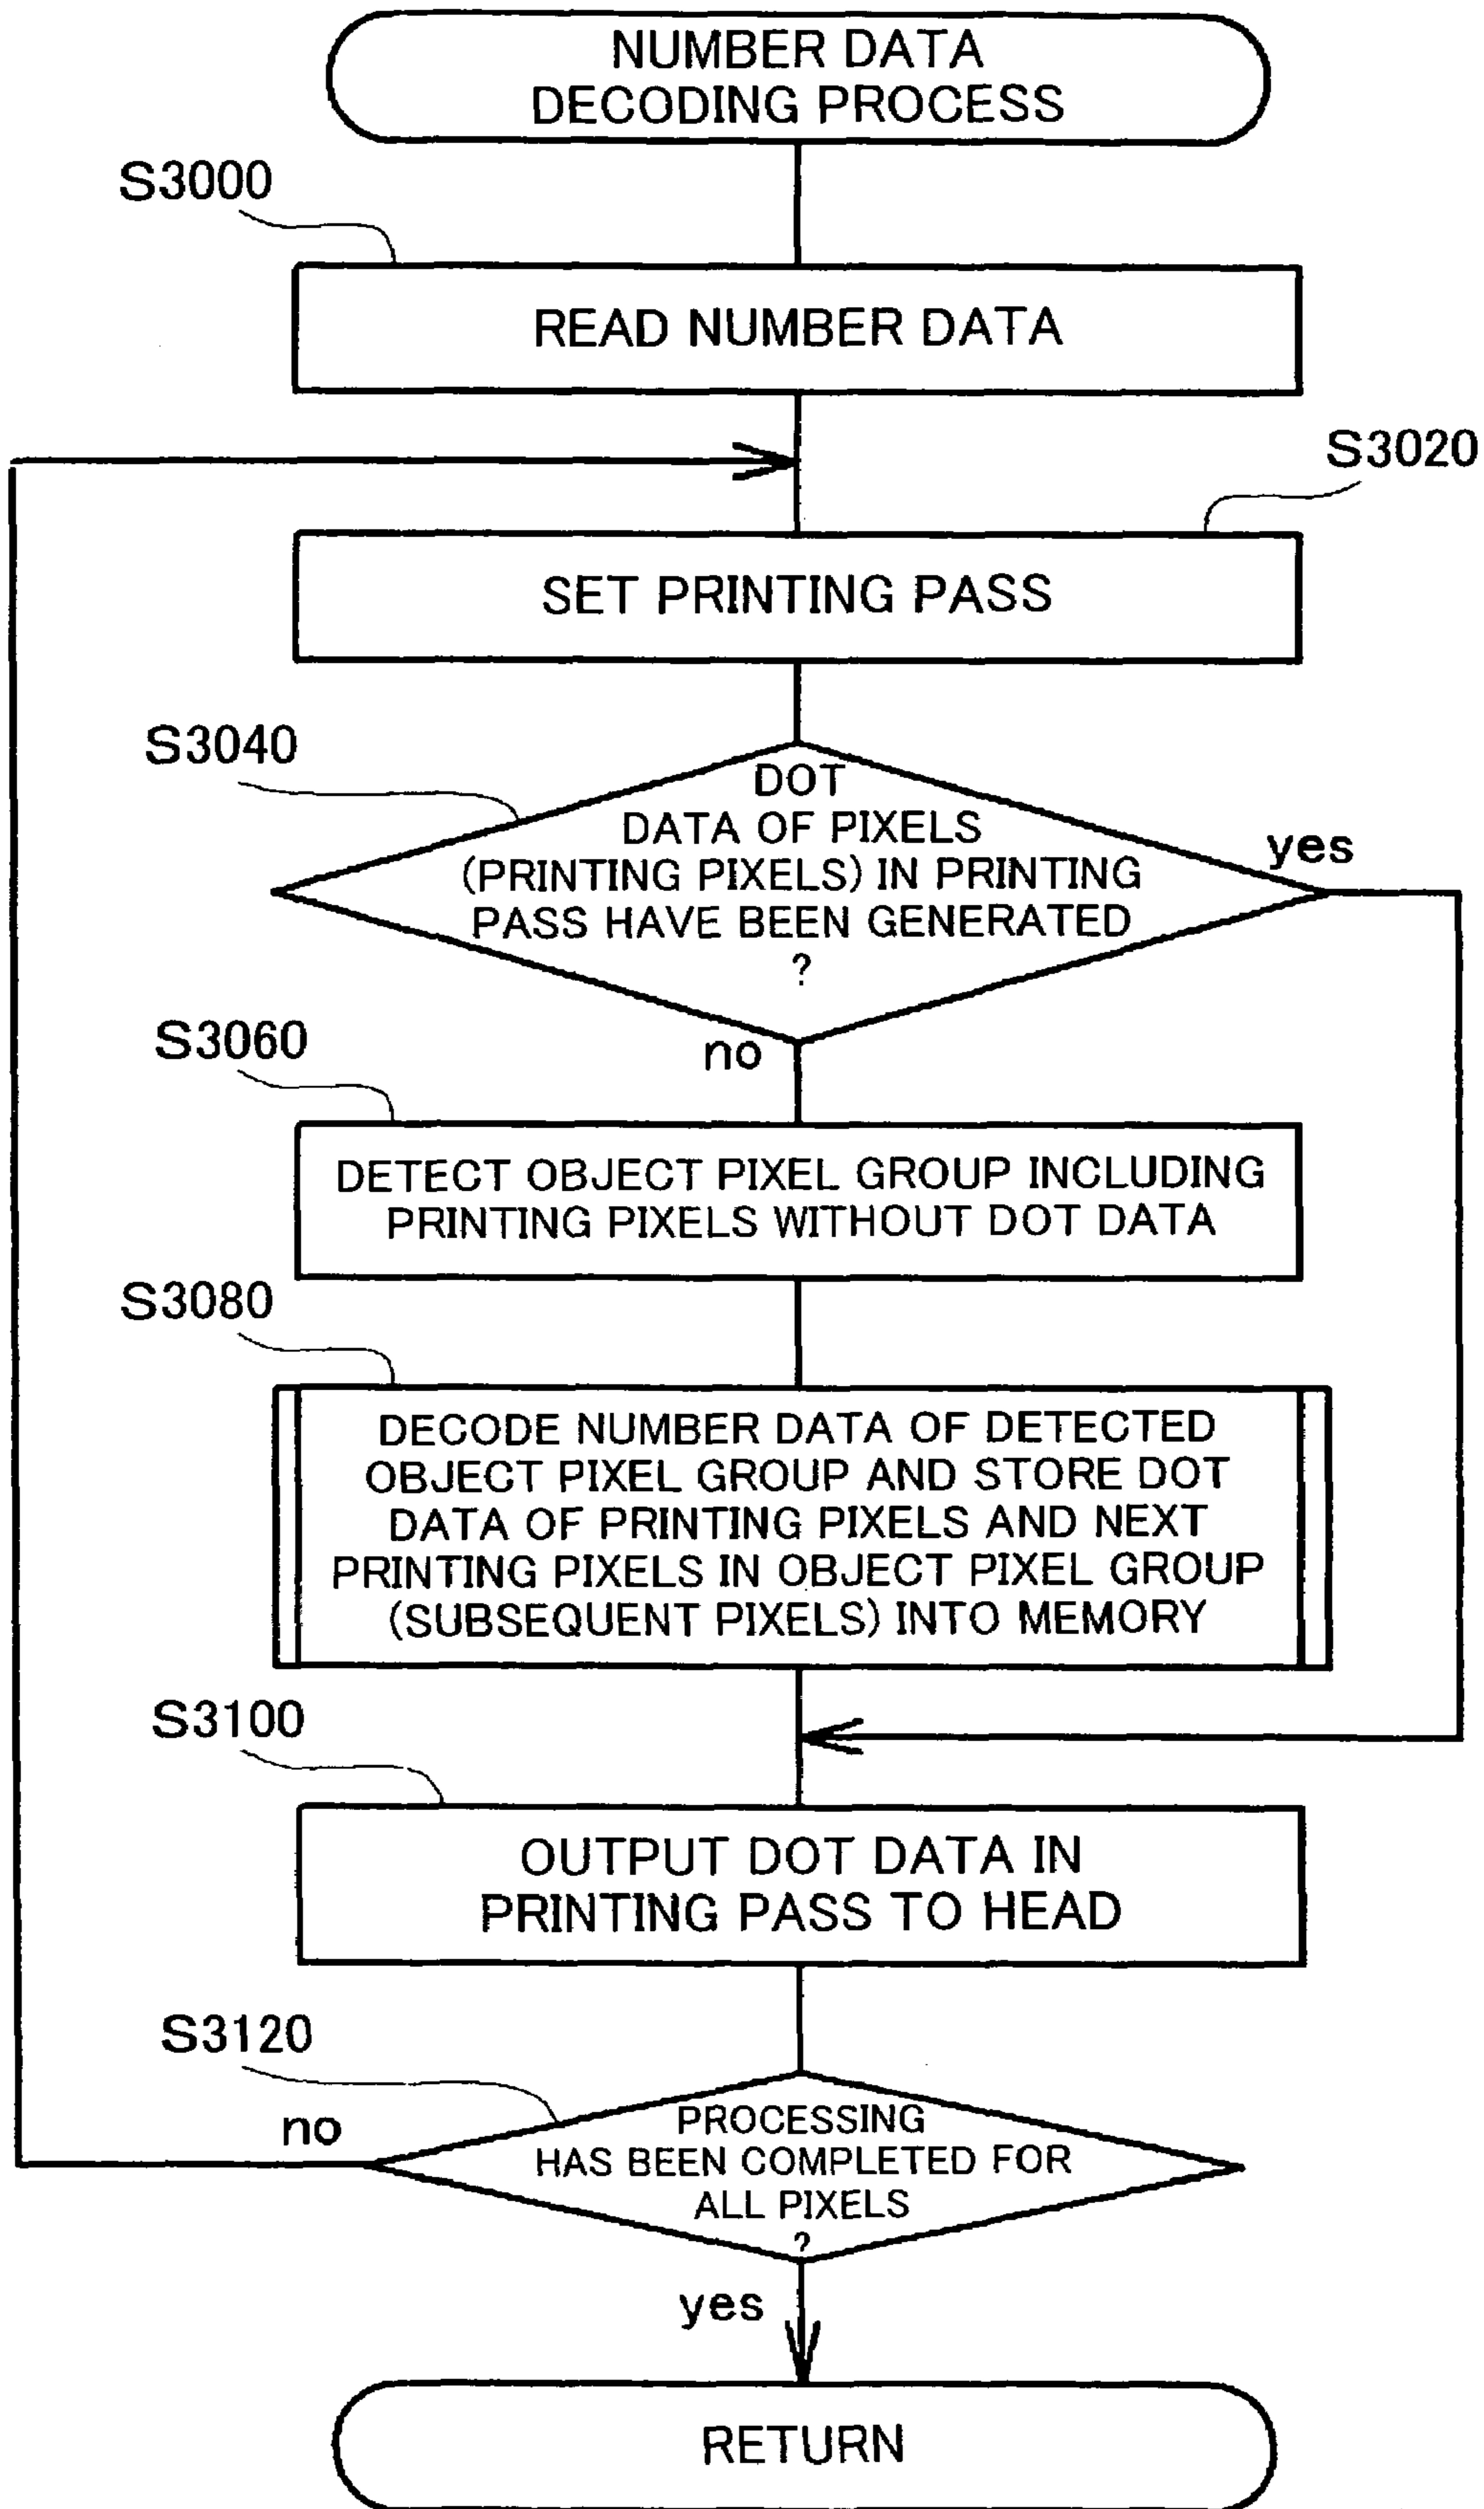 NUMBER DATA
DECODING PROCESS
S3000
READ NUMBER DATA
S3020
SET PRINTING PASS
S3040
DOT
DATA OF PIXELS
(PRINTING PIXELS) IN PRINTING
PASS HAVE BEEN GENERATED
?
yes
no
S3060
DETECT OBJECT PIXEL GROUP INCLUDING
PRINTING PIXELS WITHOUT DOT DATA
S3080
DECODE NUMBER DATA OF DETECTED
OBJECT PIXEL GROUP AND STORE DOT
DATA OF PRINTING PIXELS AND NEXT
PRINTING PIXELS IN OBJECT PIXEL GROUP
(SUBSEQUENT PIXELS) INTO MEMORY
S3100
OUTPUT DOT DATA IN
PRINTING PASS TO HEAD
S3120
no
PROCESSING
HAS BEEN COMPLETED FOR
ALL PIXELS
?
yes
RETURN